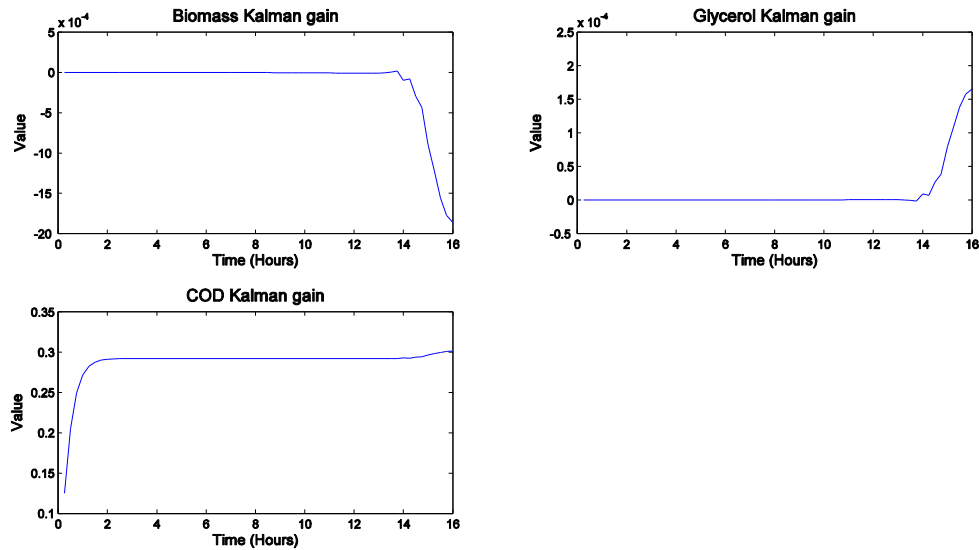 Biomass Kalman gain
x 10^-4
5
0
-5
-10
-15
-20
Value
0 2 4 6 8 10 12 14 16
Time (Hours)
Glycerol Kalman gain
x 10^-4
2.5
2
1.5
1
0.5
0
-0.5
Value
0 2 4 6 8 10 12 14 16
Time (Hours)
COD Kalman gain
0.35
0.3
0.25
0.2
0.15
0.1
Value
0 2 4 6 8 10 12 14 16
Time (Hours)